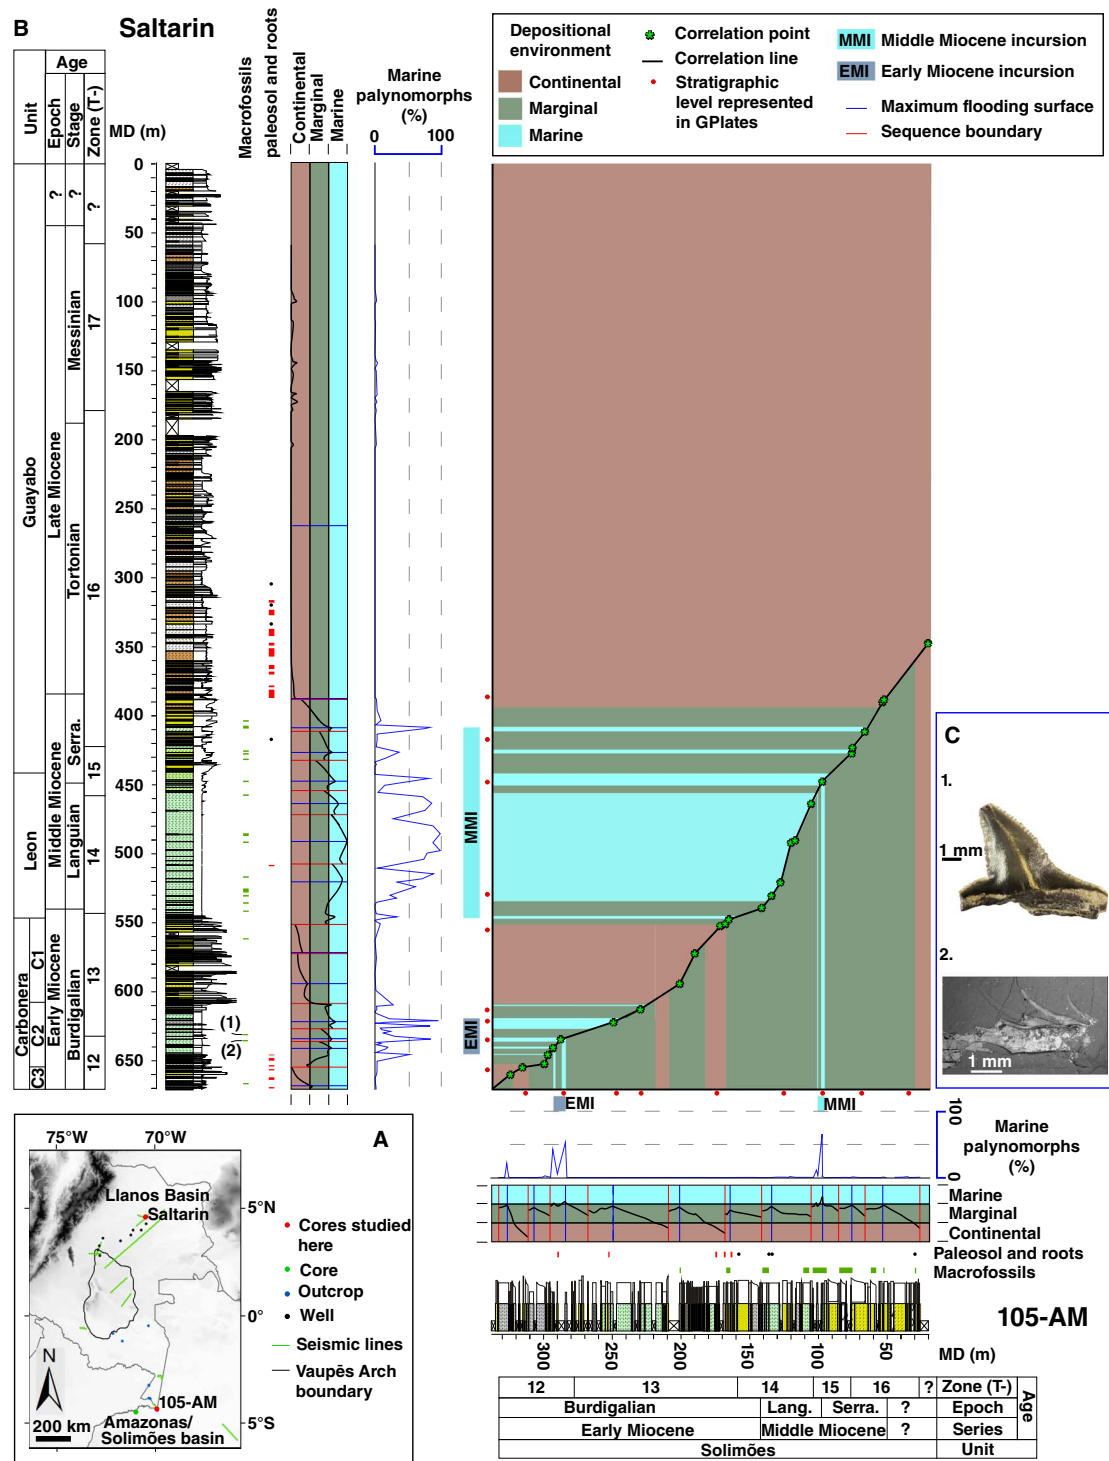 B
Saltarin
Unit
Age
Epoch
Stage
Zone (T-)
MD (m)
Macrofossils
paleosol and roots
Continental
Marginal
Marine
Marine
palynomorphs
(%)
0
100
Depositional
environment
Continental
Marginal
Marine
Correlation point
Correlation line
Stratigraphic
level represented
in GPlates
MMI
Middle Miocene incursion
EMI
Early Miocene incursion
Maximum flooding surface
Sequence boundary
0
50
100
150
200
250
300
350
400
450
500
550
600
650
Guayabo
Leon
Carbonera
C1
C2
C3
?
Late Miocene
Middle Miocene
Early Miocene
?
Messinian
Tortonian
Serra.
Languian
Burdigalian
?
17
16
15
14
13
12
(1)
(2)
MMI
EMI
C
1.
1 mm
2.
1 mm
EMI
MMI
100
0
Marine
palynomorphs
(%)
Marine
Marginal
Continental
Paleosol and roots
Macrofossils
105-AM
300
250
200
150
100
50
MD (m)
12
13
14
15
16
?
Zone (T-)
Burdigalian
Lang.
Serra.
?
Epoch
Early Miocene
Middle Miocene
?
Series
Solimões
Unit
Age
A
75°W
70°W
5°N
0°
5°S
Llanos Basin
Saltarin
105-AM
Amazonas/
Solimões basin
N
200 km
Cores studied
here
Core
Outcrop
Well
Seismic lines
Vaupēs Arch
boundary